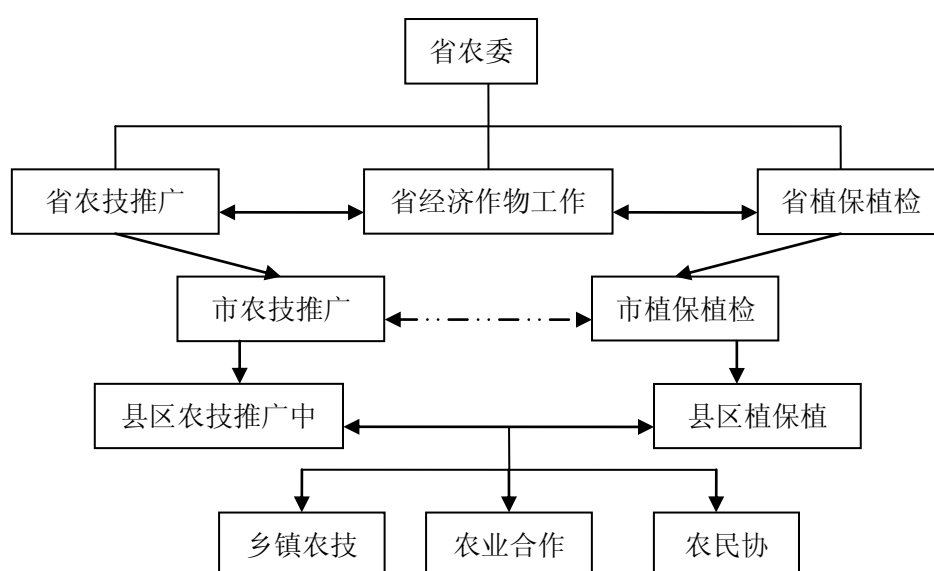 省农委
省农技推广
省经济作物工作
省植保植检
市农技推广
市植保植检
县区农技推广中
县区植保植
乡镇农技
农业合作
农民协